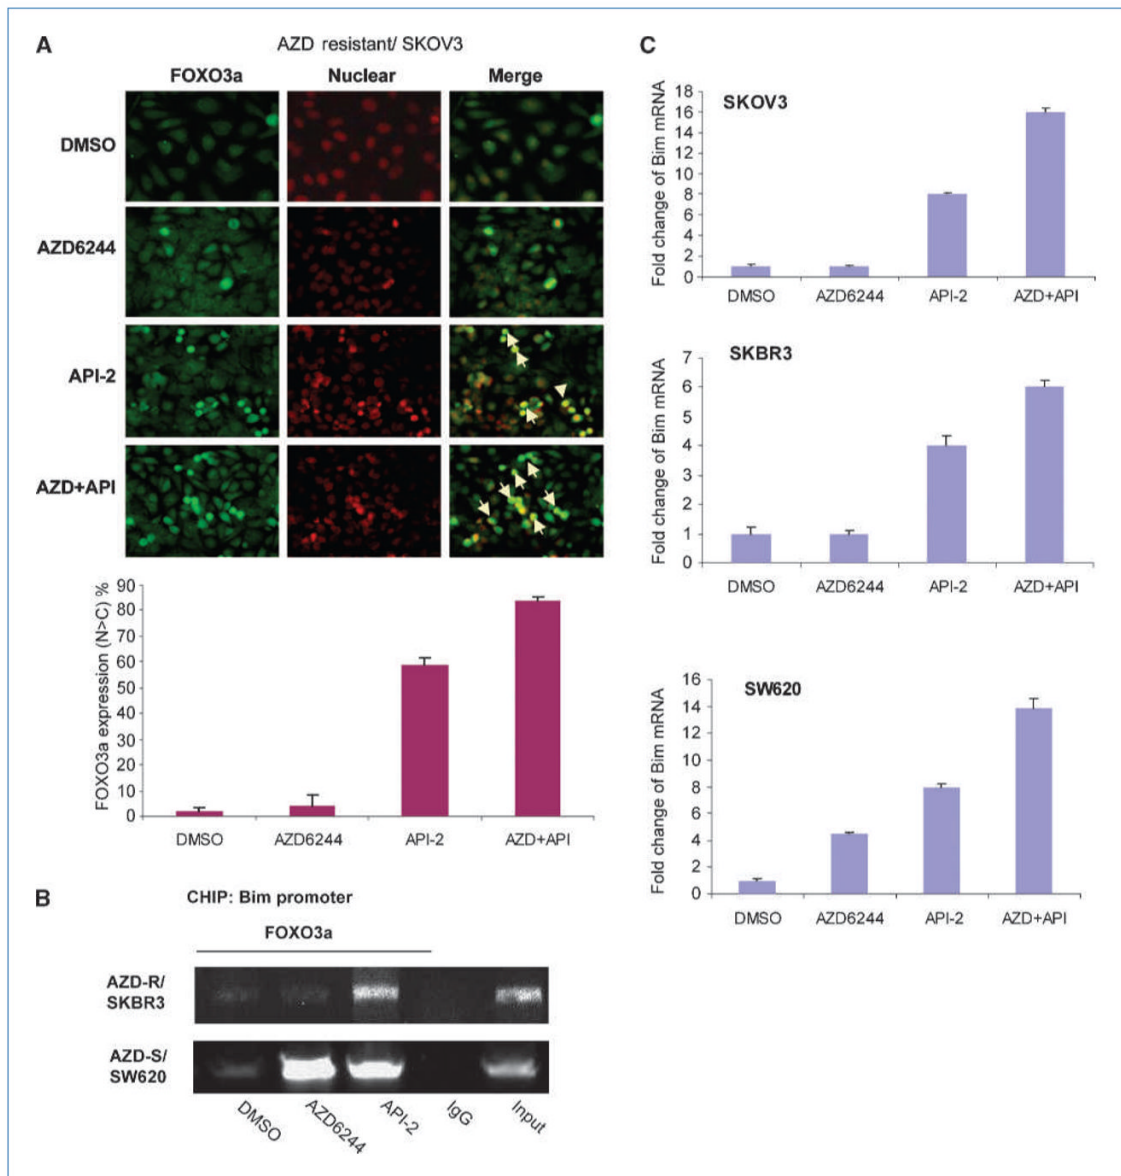 A
AZD resistant/ SKOV3
FOXO3a Nuclear Merge
DMSO
AZD6244
API-2
AZD+API
FOXO3a expression (N>C) %
90
80
70
60
50
40
30
20
10
0
DMSO AZD6244 API-2 AZD+API
B
CHIP: Bim promoter
FOXO3a
AZD-R/
SKBR3
AZD-S/
SW620
DMSO AZD6244 API-2 IgG Input
C
SKOV3
Fold change of Bim mRNA
18
16
14
12
10
8
6
4
2
0
DMSO AZD6244 API-2 AZD+API
SKBR3
Fold change of Bim mRNA
7
6
5
4
3
2
1
0
DMSO AZD6244 API-2 AZD+API
SW620
Fold change of Bim mRNA
16
14
12
10
8
6
4
2
0
DMSO AZD6244 API-2 AZD+API